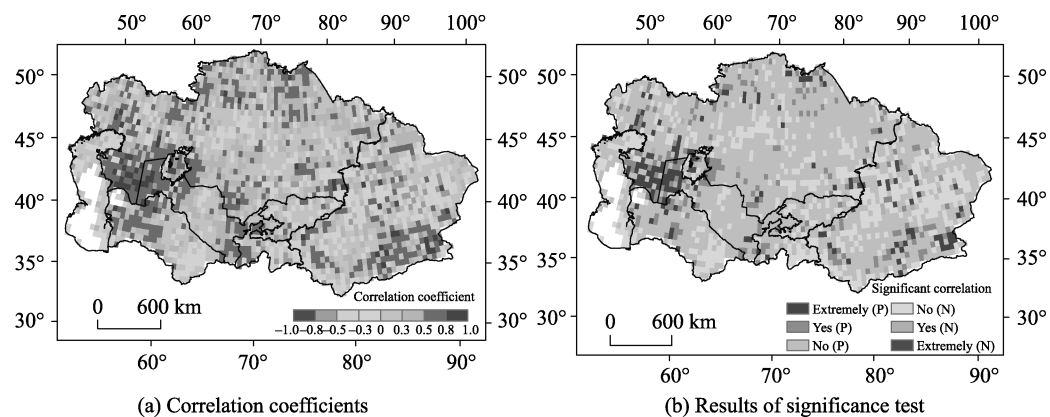 50° 60° 70° 80° 90° 100°
50° 50°
45° 45°
40° 40°
35° 35°
30° 30°
60° 70° 80° 90°
0 600 km
Correlation coefficient
−1.0 −0.8 −0.5 −0.3 0 0.3 0.5 0.8 1.0
(a) Correlation coefficients
50° 60° 70° 80° 90° 100°
50° 50°
45° 45°
40° 40°
35° 35°
30° 30°
60° 70° 80° 90°
0 600 km
Significant correlation
Extremely (P) No (N)
Yes (P) Yes (N)
No (P) Extremely (N)
(b) Results of significance test